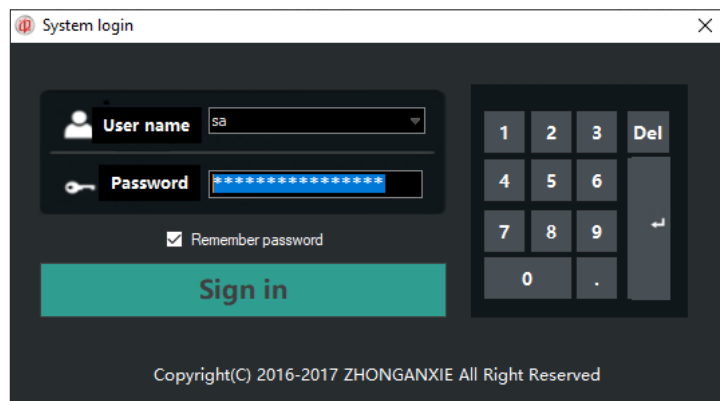 System login
User name
sa
Password
****************
Remember password
Sign in
1 2 3 Del
4 5 6
7 8 9
0 .
Copyright(C) 2016-2017 ZHONGANXIE All Right Reserved